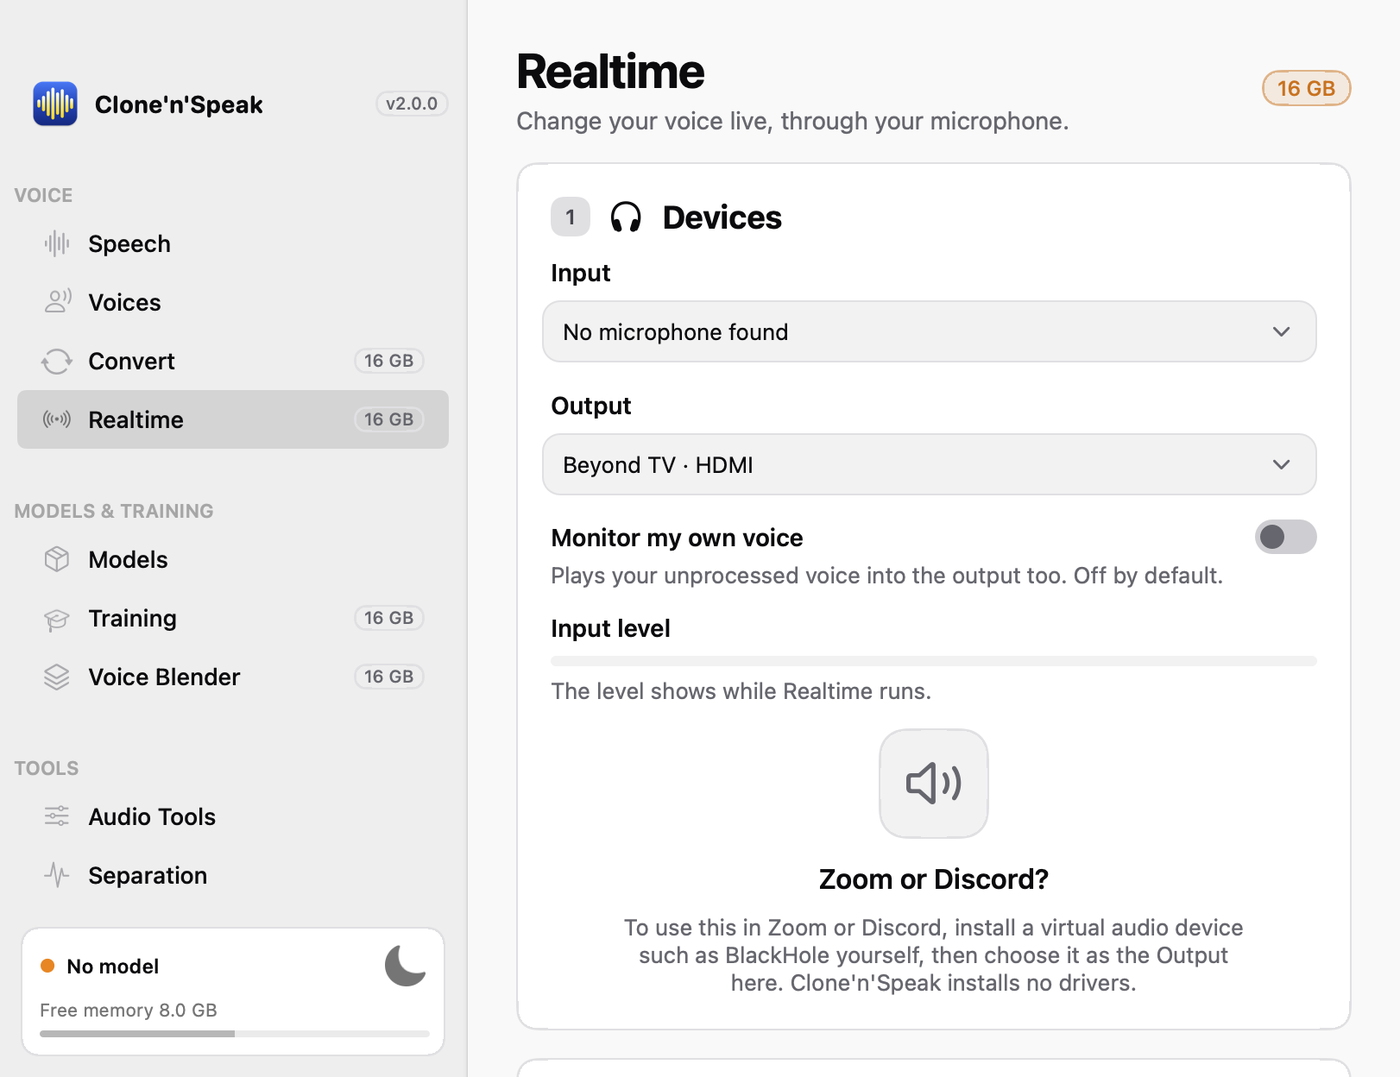 Clone'n'Speak
v2.0.0
VOICE
Speech
Voices
Convert
16 GB
Realtime
16 GB
MODELS & TRAINING
Models
Training
16 GB
Voice Blender
16 GB
TOOLS
Audio Tools
Separation
No model
Free memory 8.0 GB
Realtime
16 GB
Change your voice live, through your microphone.
1
Devices
Input
No microphone found
Output
Beyond TV · HDMI
Monitor my own voice
Plays your unprocessed voice into the output too. Off by default.
Input level
The level shows while Realtime runs.
Zoom or Discord?
To use this in Zoom or Discord, install a virtual audio device
such as BlackHole yourself, then choose it as the Output
here. Clone'n'Speak installs no drivers.